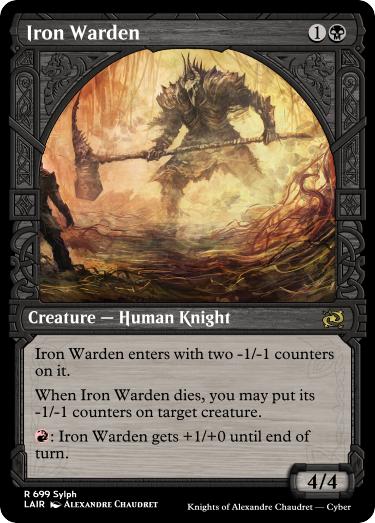 Iron Warden 1
Creature — Human Knight
Iron Warden enters with two -1/-1 counters
on it.
When Iron Warden dies, you may put its
-1/-1 counters on target creature.
: Iron Warden gets +1/+0 until end of
turn.
4/4
R 699 Sylph
LAIR Alexandre Chaudret
Knights of Alexandre Chaudret — Cyber